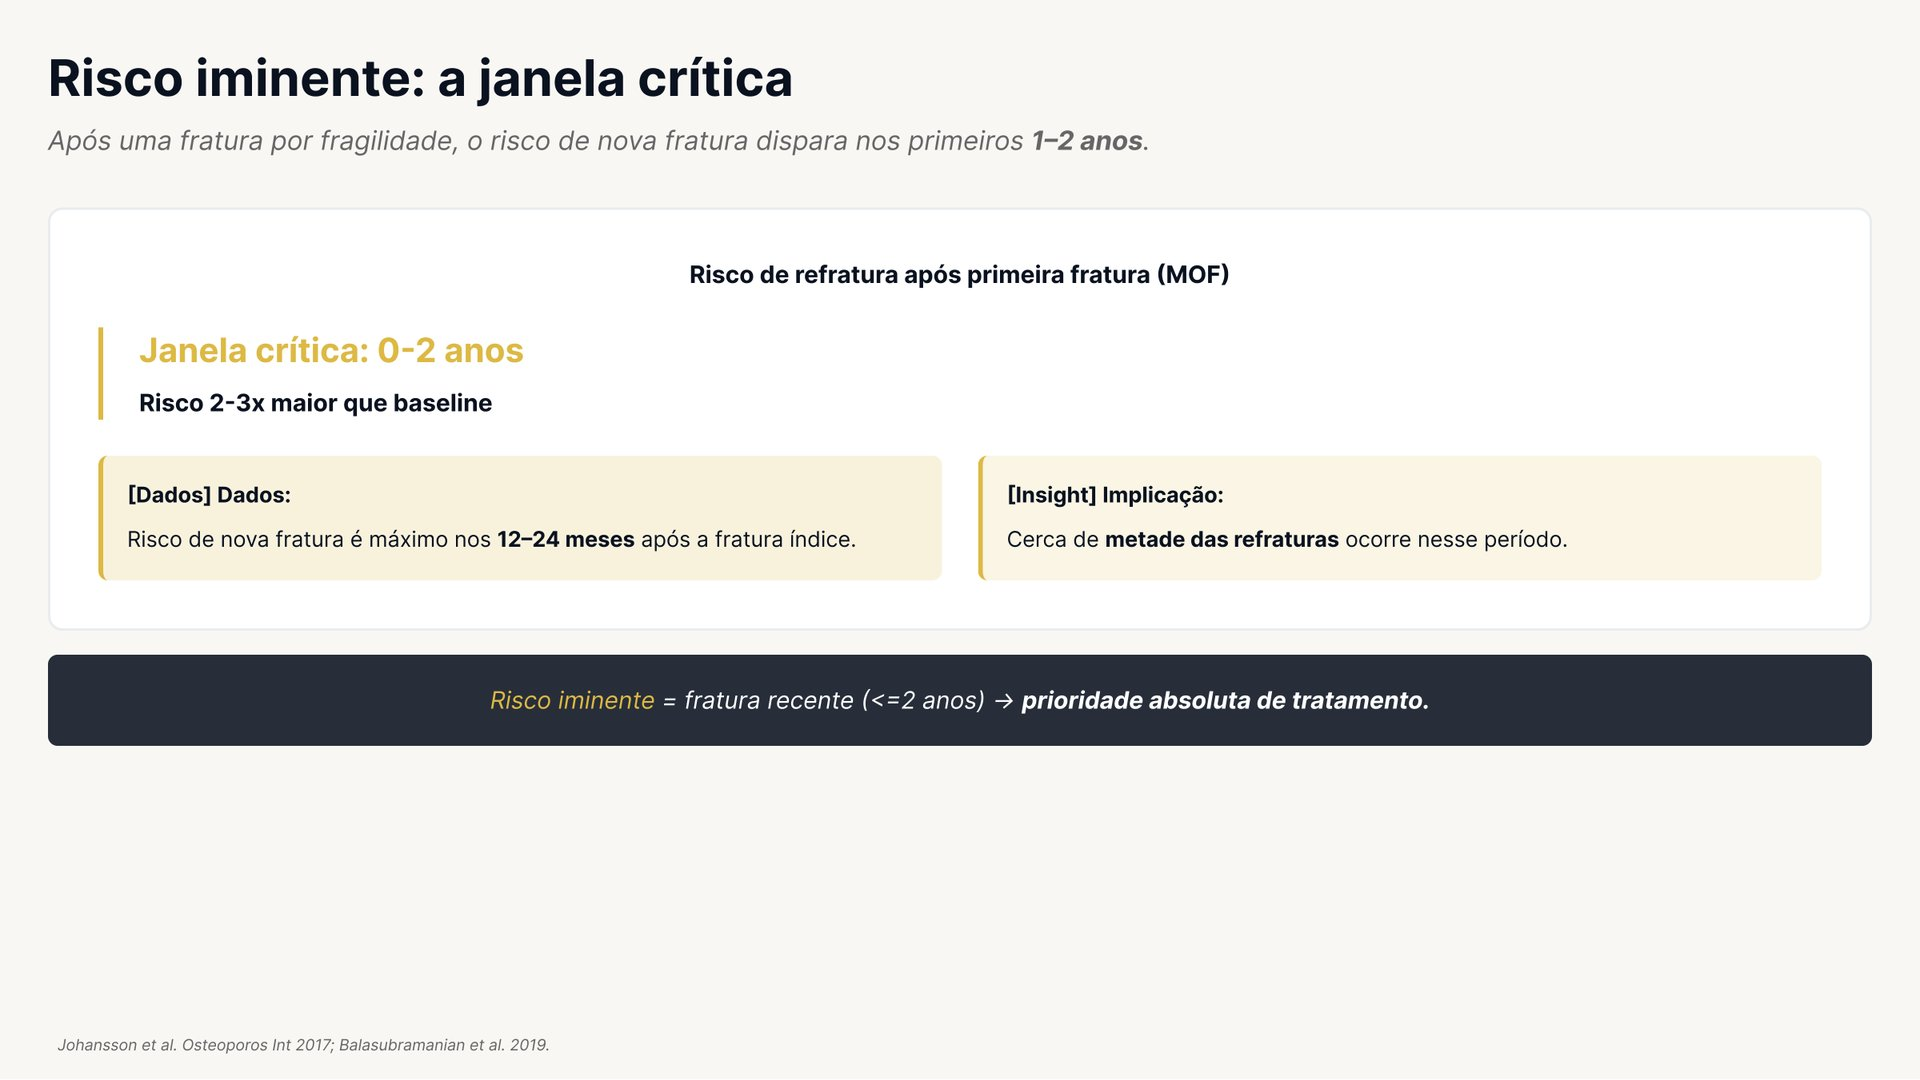 Risco iminente: a janela crítica
Após uma fratura por fragilidade, o risco de nova fratura dispara nos primeiros 1–2 anos.
Risco de refratura após primeira fratura (MOF)
Janela crítica: 0-2 anos
Risco 2-3x maior que baseline
[Dados] Dados:
Risco de nova fratura é máximo nos 12–24 meses após a fratura índice.
[Insight] Implicação:
Cerca de metade das refraturas ocorre nesse período.
Risco iminente = fratura recente (<=2 anos) → prioridade absoluta de tratamento.
Johansson et al. Osteoporos Int 2017; Balasubramanian et al. 2019.